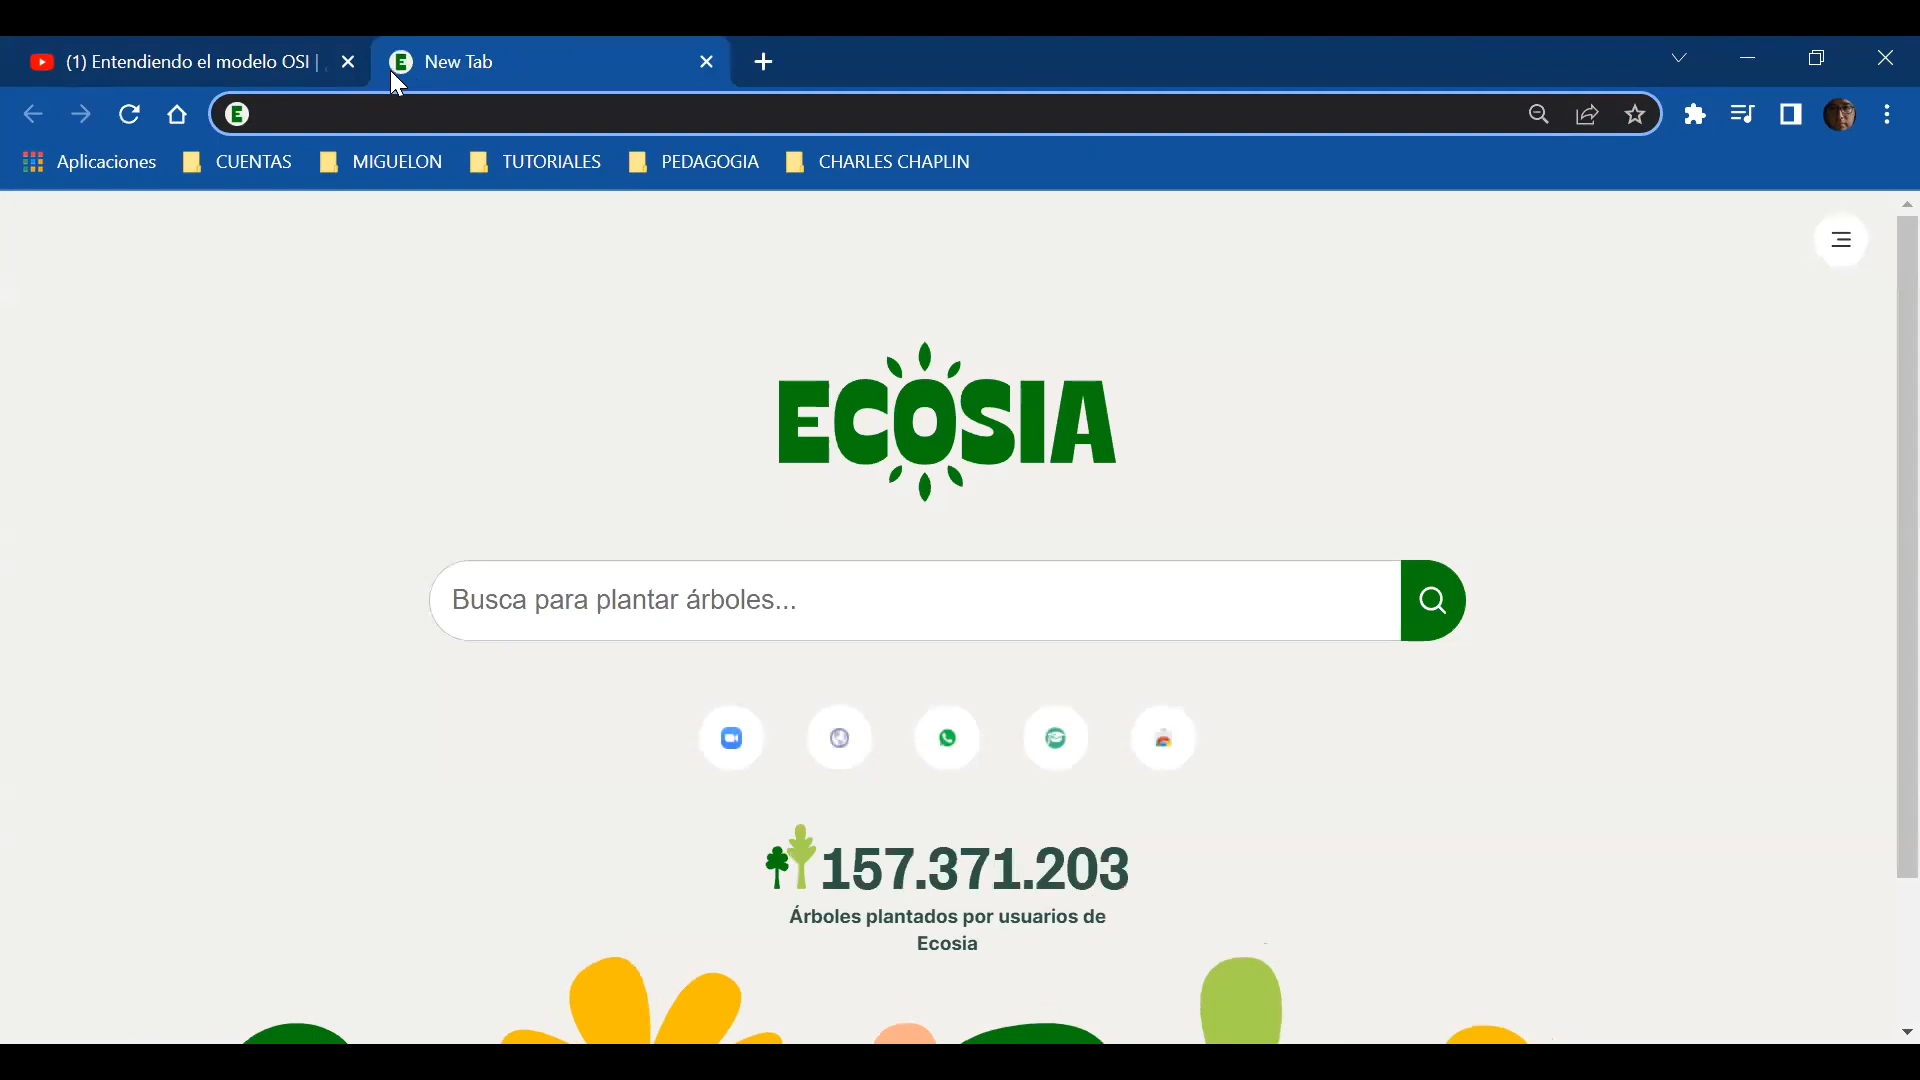 (1) Entendiendo el modelo OSI |
New Tab
Aplicaciones CUENTAS MIGUELON TUTORIALES PEDAGOGIA CHARLES CHAPLIN
ECOSIA
Busca para plantar árboles...
157.371.203
Árboles plantados por usuarios de
Ecosia